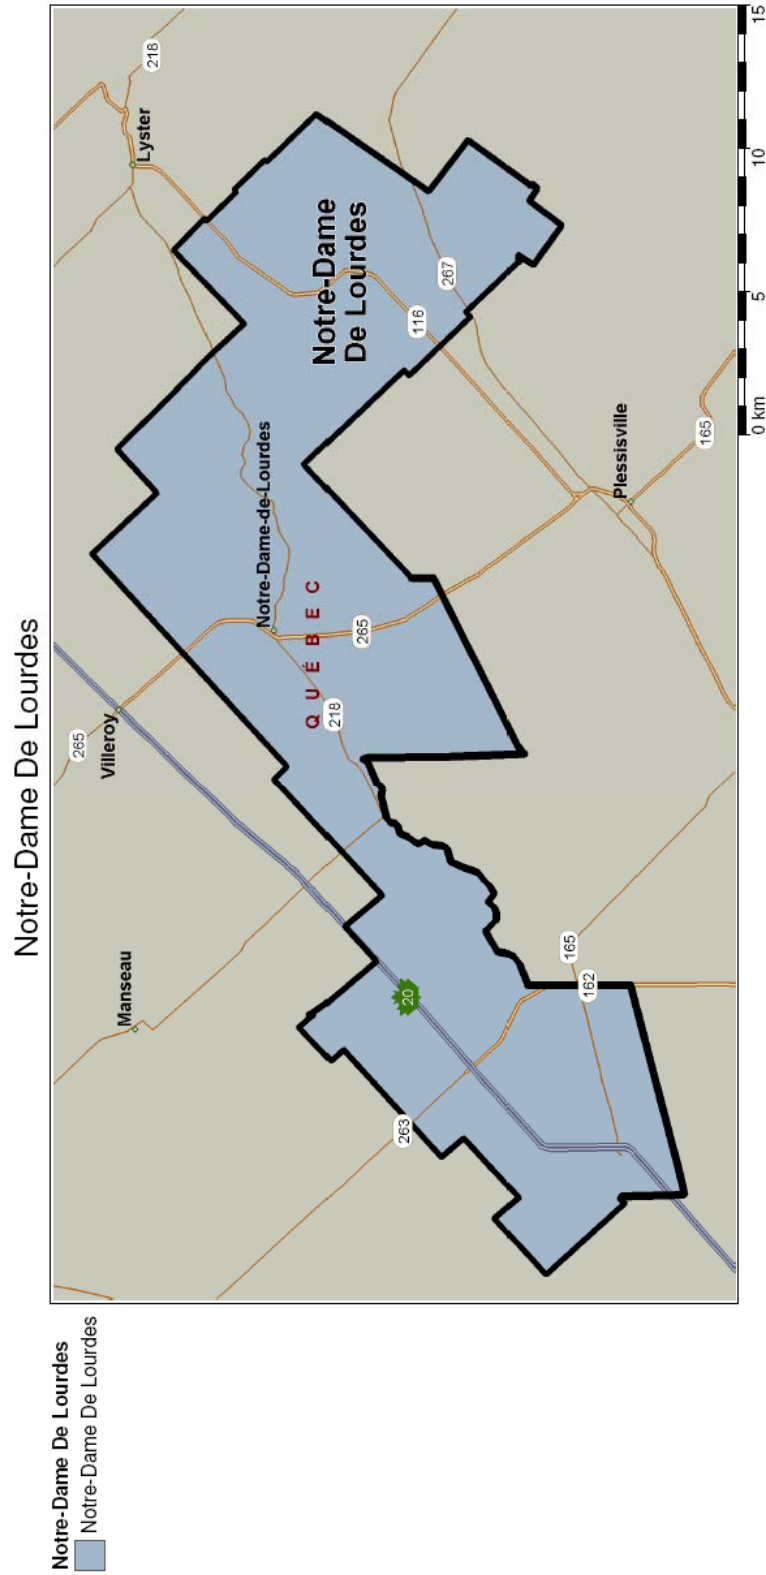 Notre-Dame De Lourdes
Notre-Dame De Lourdes
Notre-Dame De Lourdes
Manseau
Villeroy
265
218
Lyster
Notre-Dame-de-Lourdes
QUÉBEC
218
265
Notre-Dame
De Lourdes
263
20
116
267
165
162
Plessisville
165
0 km
5
10
15